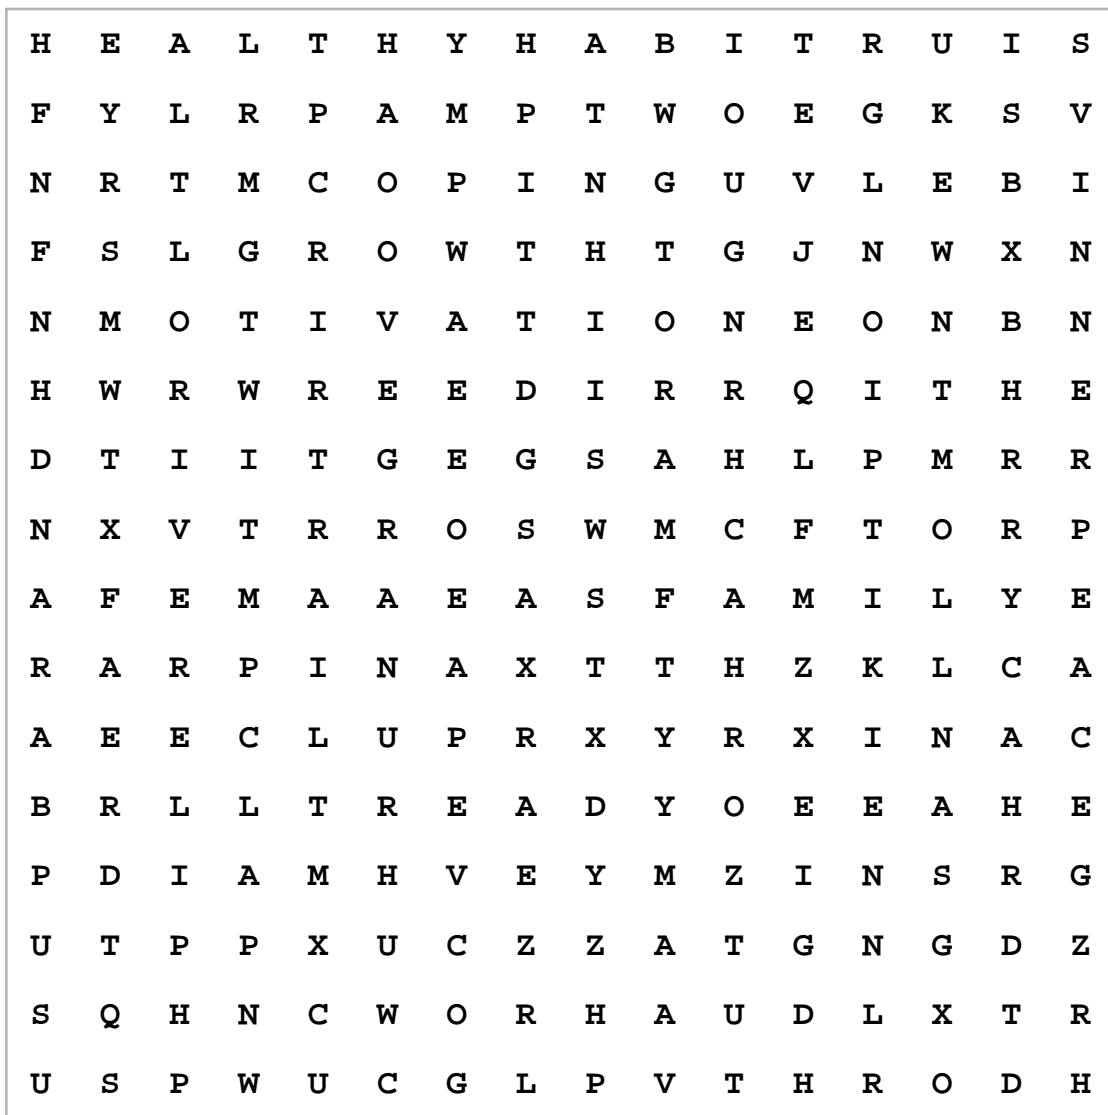 H E A L T H Y H A B I T R U I S
F Y L R P A M P T W O E G K S V
N R T M C O P I N G U V L E B I
F S L G R O W T H T G J N W X N
N M O T I V A T I O N E O N B N
H W R W R E E D I R R Q I T H E
D T I I T G E G S A H L P M R R
N X V T R R O S W M C F T O R P
A F E M A A E A S F A M I L Y E
R A R P I N A X T T H Z K L C A
A E E C L U P R X Y R X I N A C
B R L L T R E A D Y O E E A H E
P D I A M H V E Y M Z I N S R G
U T P P X U C Z Z A T G N G D Z
S Q H N C W O R H A U D L X T R
U S P W U C G L P V T H R O D H